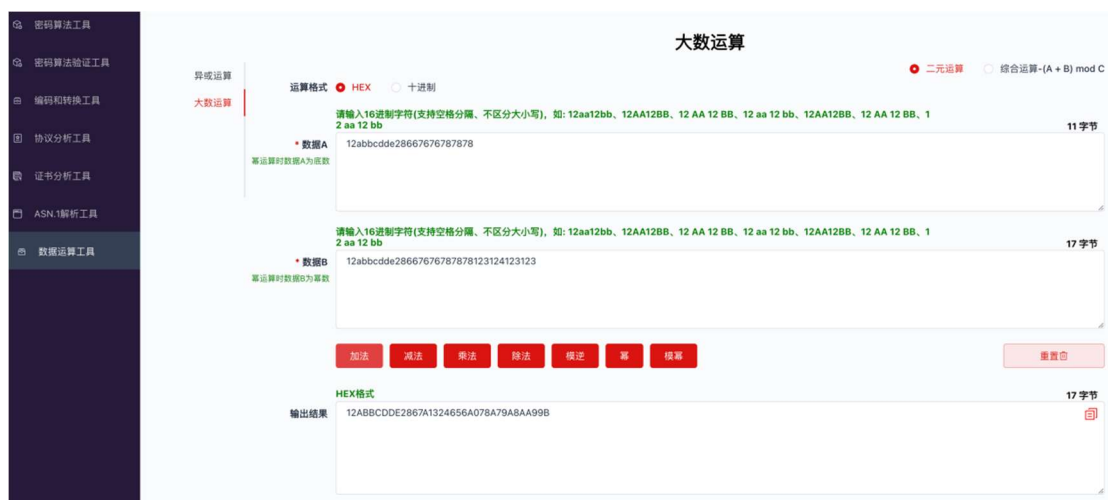 密码算法工具
密码算法验证工具
编码和转换工具
协议分析工具
证书分析工具
ASN.1解析工具
数据运算工具
异或运算
大数运算
大数运算
二元运算 综合运算-(A + B) mod C
运算格式 HEX 十进制
请输入16进制字符(支持空格分隔、不区分大小写)，如: 12aa12bb、12AA12BB、12 AA 12 BB、12 aa 12 bb、12AA12BB、12 AA 12 BB、1
2 aa 12 bb 11 字节
* 数据A 12abbcdde28667676787878
幂运算时数据A为底数
请输入16进制字符(支持空格分隔、不区分大小写)，如: 12aa12bb、12AA12BB、12 AA 12 BB、12 aa 12 bb、12AA12BB、12 AA 12 BB、1
2 aa 12 bb 17 字节
* 数据B 12abbcdde28667676787878123124123123
幂运算时数据B为幂数
加法 减法 乘法 除法 模逆 幂 模幂 重置
HEX格式 17 字节
输出结果 12ABBCDDE2867A1324656A078A79A8AA99B